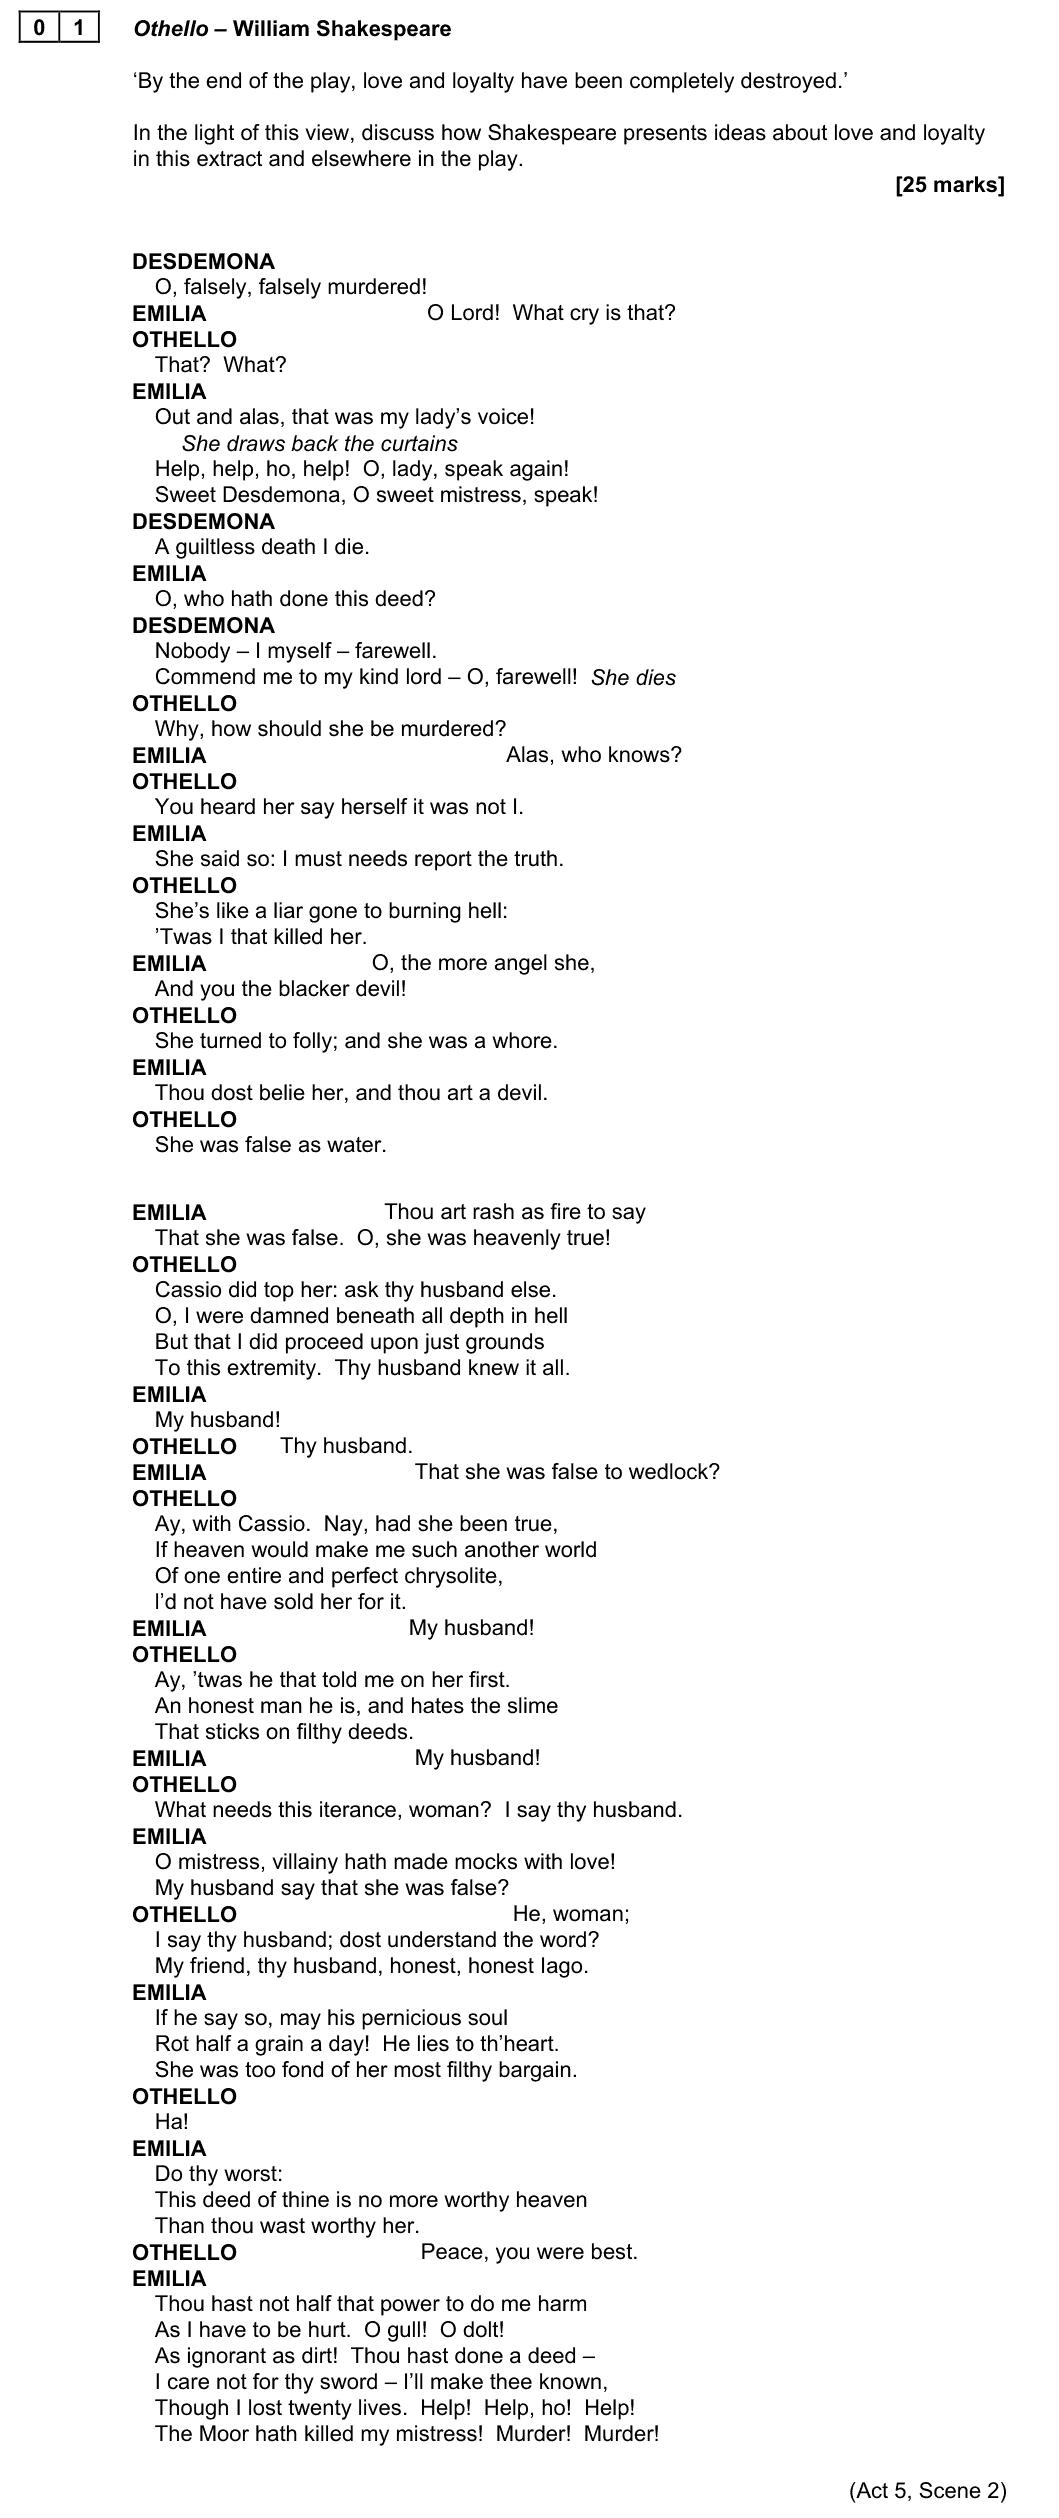 0 1 Othello – William Shakespeare
‘By the end of the play, love and loyalty have been completely destroyed.’
In the light of this view, discuss how Shakespeare presents ideas about love and loyalty
in this extract and elsewhere in the play.
[25 marks]
DESDEMONA
O, falsely, falsely murdered!
EMILIA O Lord! What cry is that?
OTHELLO
That? What?
EMILIA
Out and alas, that was my lady’s voice!
She draws back the curtains
Help, help, ho, help! O, lady, speak again!
Sweet Desdemona, O sweet mistress, speak!
DESDEMONA
A guiltless death I die.
EMILIA
O, who hath done this deed?
DESDEMONA
Nobody – I myself – farewell.
Commend me to my kind lord – O, farewell! She dies
OTHELLO
Why, how should she be murdered?
EMILIA Alas, who knows?
OTHELLO
You heard her say herself it was not I.
EMILIA
She said so: I must needs report the truth.
OTHELLO
She’s like a liar gone to burning hell:
’Twas I that killed her.
EMILIA O, the more angel she,
And you the blacker devil!
OTHELLO
She turned to folly; and she was a whore.
EMILIA
Thou dost belie her, and thou art a devil.
OTHELLO
She was false as water.
EMILIA Thou art rash as fire to say
That she was false. O, she was heavenly true!
OTHELLO
Cassio did top her: ask thy husband else.
O, I were damned beneath all depth in hell
But that I did proceed upon just grounds
To this extremity. Thy husband knew it all.
EMILIA
My husband!
OTHELLO Thy husband.
EMILIA That she was false to wedlock?
OTHELLO
Ay, with Cassio. Nay, had she been true,
If heaven would make me such another world
Of one entire and perfect chrysolite,
I’d not have sold her for it.
EMILIA My husband!
OTHELLO
Ay, ’twas he that told me on her first.
An honest man he is, and hates the slime
That sticks on filthy deeds.
EMILIA My husband!
OTHELLO
What needs this iterance, woman? I say thy husband.
EMILIA
O mistress, villainy hath made mocks with love!
My husband say that she was false?
OTHELLO He, woman;
I say thy husband; dost understand the word?
My friend, thy husband, honest, honest Iago.
EMILIA
If he say so, may his pernicious soul
Rot half a grain a day! He lies to th’heart.
She was too fond of her most filthy bargain.
OTHELLO
Ha!
EMILIA
Do thy worst:
This deed of thine is no more worthy heaven
Than thou wast worthy her.
OTHELLO Peace, you were best.
EMILIA
Thou hast not half that power to do me harm
As I have to be hurt. O gull! O dolt!
As ignorant as dirt! Thou hast done a deed –
I care not for thy sword – I’ll make thee known,
Though I lost twenty lives. Help! Help, ho! Help!
The Moor hath killed my mistress! Murder! Murder!
(Act 5, Scene 2)